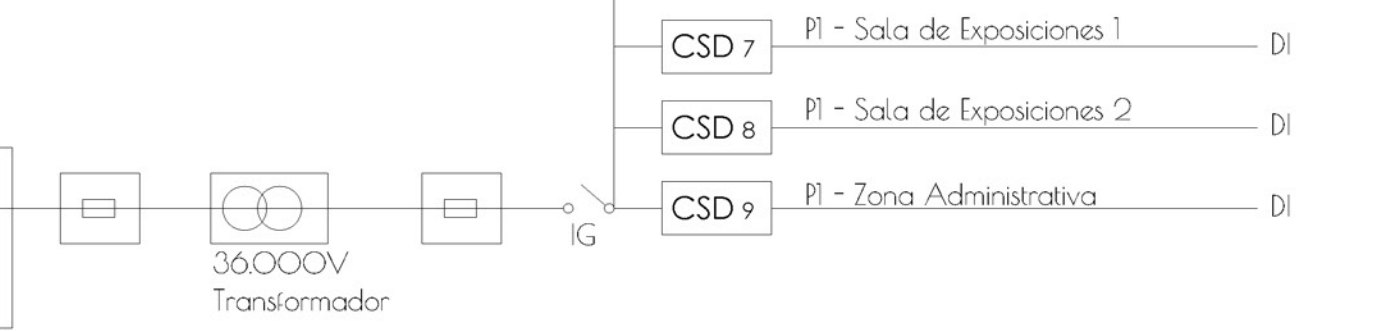 CSD 7 P1 - Sala de Exposiciones 1 DI
CSD 8 P1 - Sala de Exposiciones 2 DI
CSD 9 P1 - Zona Administrativa DI
IG
36.000V
Transformador